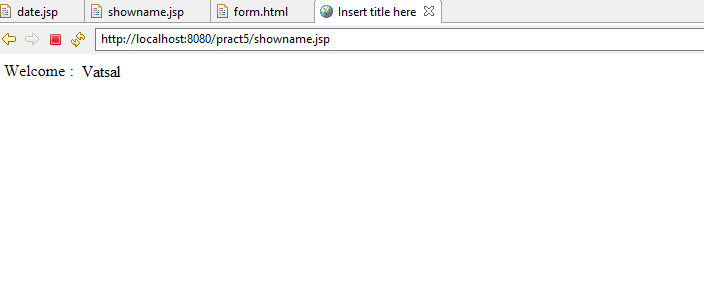 date.jsp showname.jsp form.html Insert title here
http://localhost:8080/pract5/showname.jsp
Welcome : Vatsal